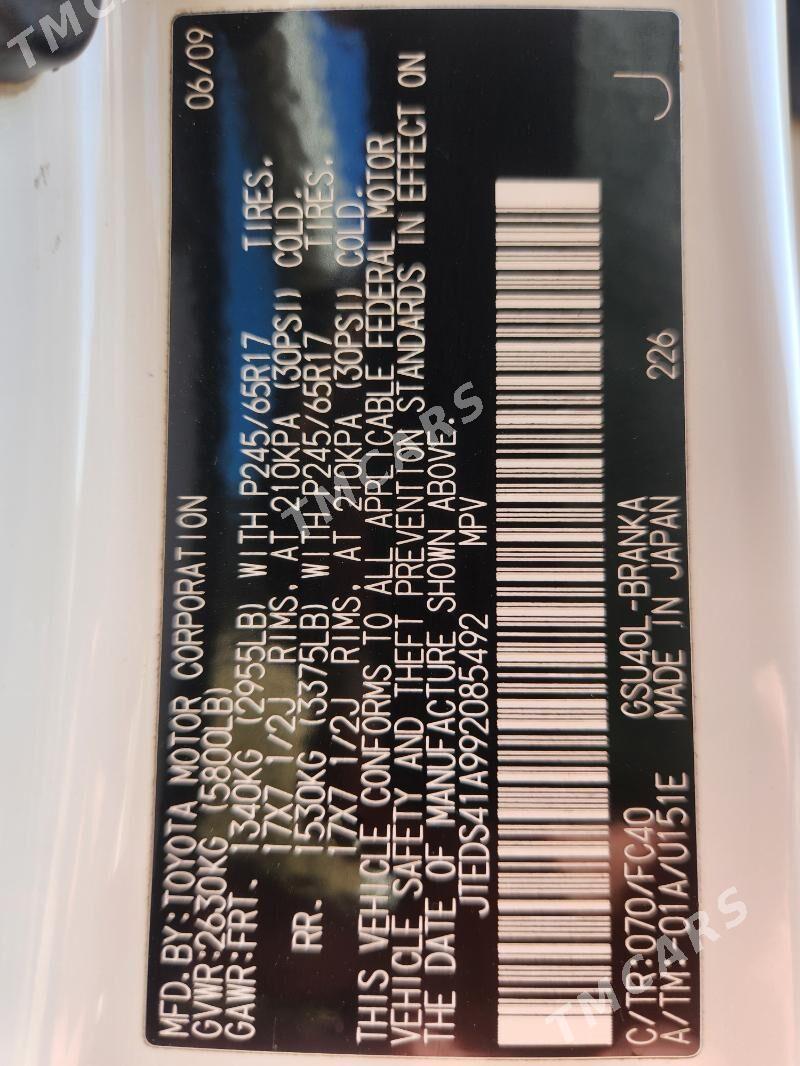 MFD.BY:TOYOTA MOTOR CORPORATION 06/09
GVWR:2630KG (5800LB)
GAWR:FRT. 1340KG (2955LB) WITH P245/65R17 TIRES,
17X7 1/2J RIMS, AT 210KPA (30PSI) COLD.
RR. 1530KG (3375LB) WITH P245/65R17 TIRES,
17X7 1/2J RIMS, AT 210KPA (30PSI) COLD.
THIS VEHICLE CONFORMS TO ALL APPLICABLE FEDERAL MOTOR
VEHICLE SAFETY AND THEFT PREVENTION STANDARDS IN EFFECT ON
THE DATE OF MANUFACTURE SHOWN ABOVE.
JTEDS41A992085492 MPV
C/TR:070/FC40 GSU40L-BRANKA 226
A/TM:-01A/U151E MADE IN JAPAN J
TMCARS
TMCARS
TMCARS